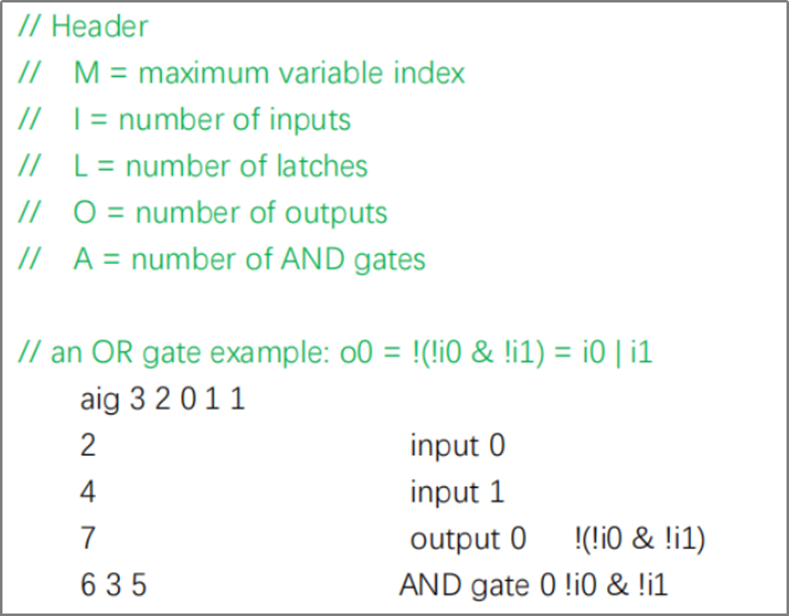 // Header
// M = maximum variable index
// I = number of inputs
// L = number of latches
// O = number of outputs
// A = number of AND gates
// an OR gate example: o0 = !(!i0 & !i1) = i0 | i1
aig 3 2 0 1 1
2 input 0
4 input 1
7 output 0 !(!i0 & !i1)
6 3 5 AND gate 0 !i0 & !i1